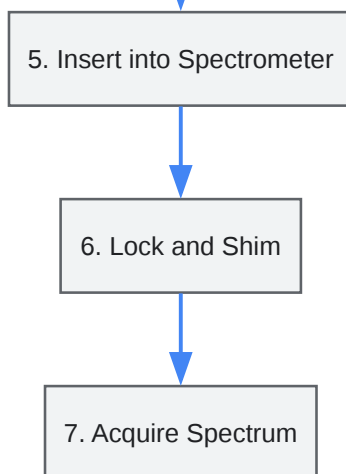 5. Insert into Spectrometer
6. Lock and Shim
7. Acquire Spectrum